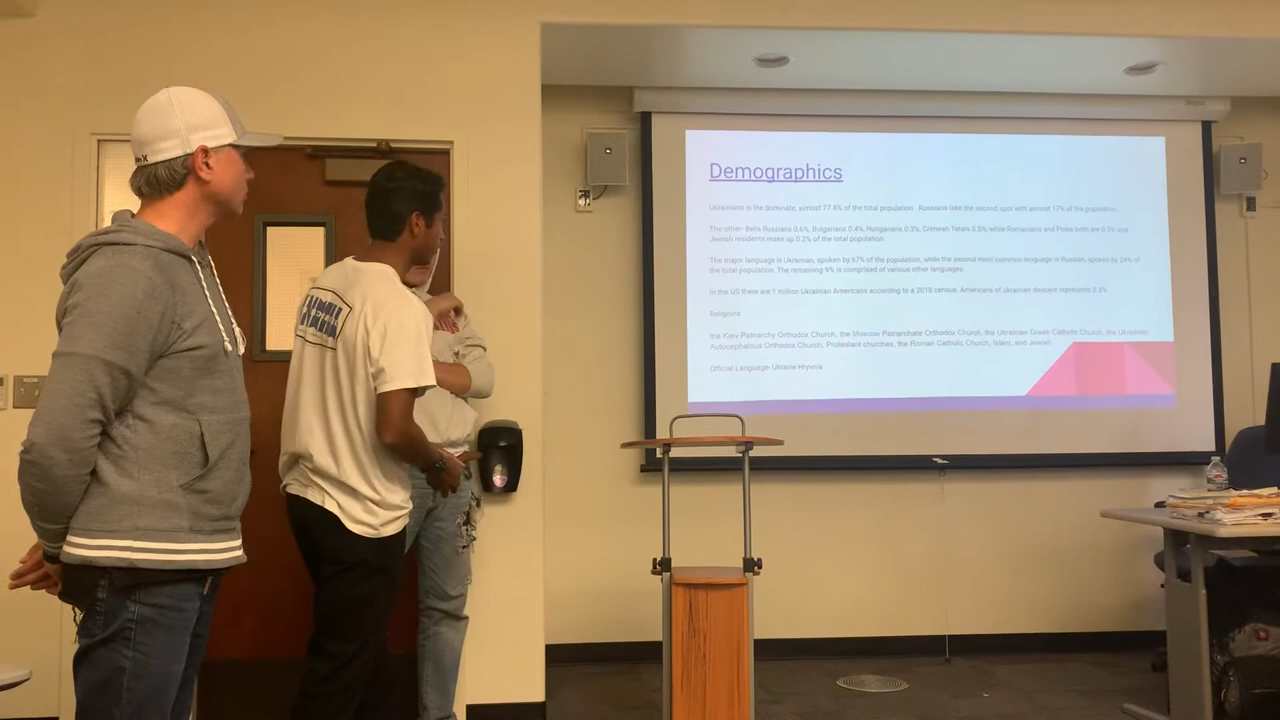 Demographics
Ukrainians is the dominate, almost 77.8% of the total population . Russians take the second spot with almost 17% of the population.
The other- Bella Russians 0.6%, Bulgarians 0.4%, Hungarians 0.3%, Crimean Tatars 0.5%, while Romanians and Poles both are 0.3% and
Jewish residents make up 0.2% of the total population
The major language is Ukrainian, spoken by 67% of the population, while the second most common language is Russian, spoken by 24% of
the total population. The remaining 9% is comprised of various other languages
In the US there are 1 million Ukrainian Americans according to a 2018 census. Americans of Ukrainian descent represents 0.3%
Religions
the Kiev Patriarchy Orthodox Church, the Moscow Patriarchate Orthodox Church, the Ukrainian Greek Catholic Church, the Ukrainian
Autocephalous Orthodox Church, Protestant churches, the Roman Catholic Church, Islam, and Jewish
Official Language- Ukraine Hryvnia